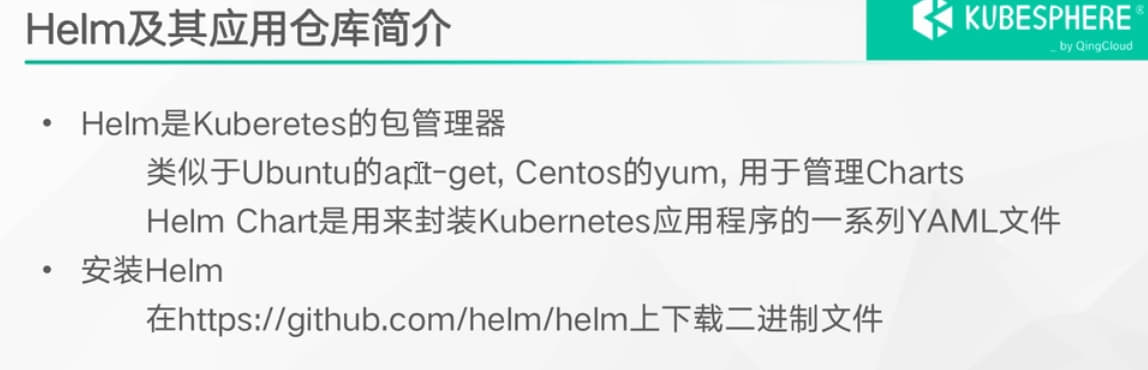 Helm及其应用仓库简介
KUBESPHERE®
_ by QingCloud
• Helm是Kuberetes的包管理器
类似于Ubuntu的apt-get, Centos的yum, 用于管理Charts
Helm Chart是用来封装Kubernetes应用程序的一系列YAML文件
• 安装Helm
在https://github.com/helm/helm上下载二进制文件